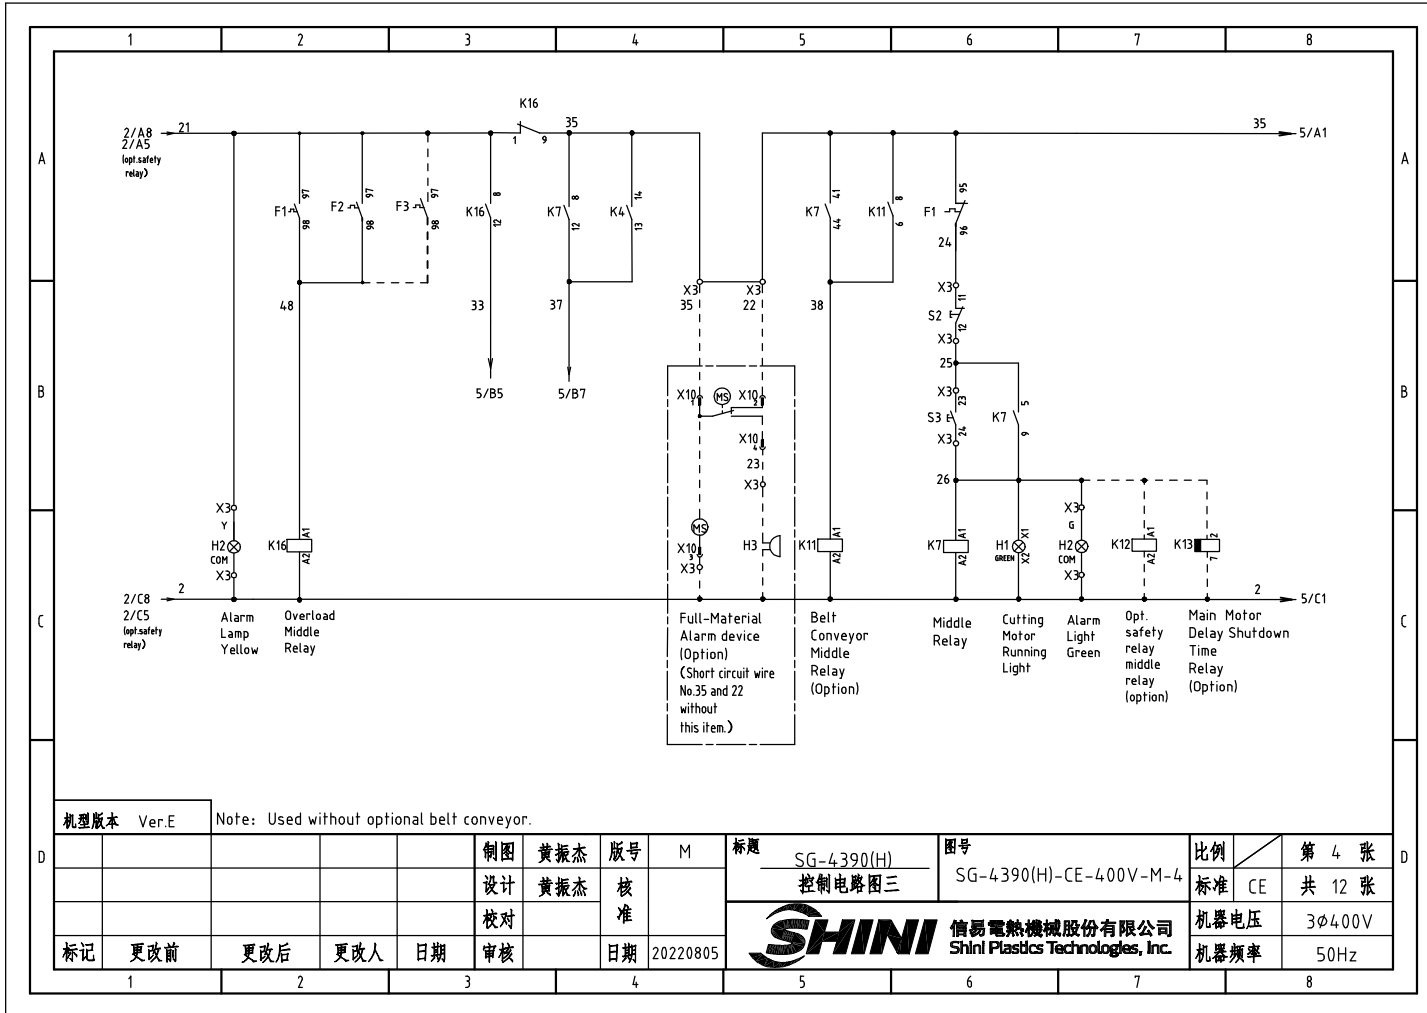 1 2 3 4 5 6 7 8
A A
B B
C C
D D
K16
1 9
35
2/A8 21
2/A5
(opt.safety
relay)
35 5/A1
F1 97 98
F2 97 98
F3 97 98
K16 8 12
K7 8 12
K4 14 13
K7 41 44
K11 8 6
F1 95 96
24
48
33
37
X3 X3
35 22
38
X3
S2 11 12
X3
25
5/B5
5/B7
X10 1 MS X10 2
X10 4
23
X3
X3
S3 23 24
X3
K7 5 9
26
X3
Y
H2
COM
X3
K16 A1 A2
MS
X10 3
X3
H3
K11 A1 A2
K7 A1 A2
H1 X1 X2
GREEN
X3
G
H2
COM
X3
K12 A1 A2
K13 2 7
2/C8 2
2/C5
(opt.safety
relay)
2 5/C1
Alarm
Lamp
Yellow
Overload
Middle
Relay
Full-Material
Alarm device
(Option)
(Short circuit wire
No.35 and 22
without
this item.)
Belt
Conveyor
Middle
Relay
(Option)
Middle
Relay
Cutting
Motor
Running
Light
Alarm
Light
Green
Opt.
safety
relay
middle
relay
(option)
Main Motor
Delay Shutdown
Time
Relay
(Option)
机型版本 Ver.E
Note: Used without optional belt conveyor.
制图 黄振杰 版号 M
设计 黄振杰 核准
校对
标记 更改前 更改后 更改人 日期 审核 日期 20220805
标题
SG-4390(H)
控制电路图三
图号
SG-4390(H)-CE-400V-M-4
比例 第 4 张
标准 CE 共 12 张
机器电压 3φ400V
机器频率 50Hz
SHINI
信易電熱機械股份有限公司
Shini Plastics Technologies, Inc.
1 2 3 4 5 6 7 8